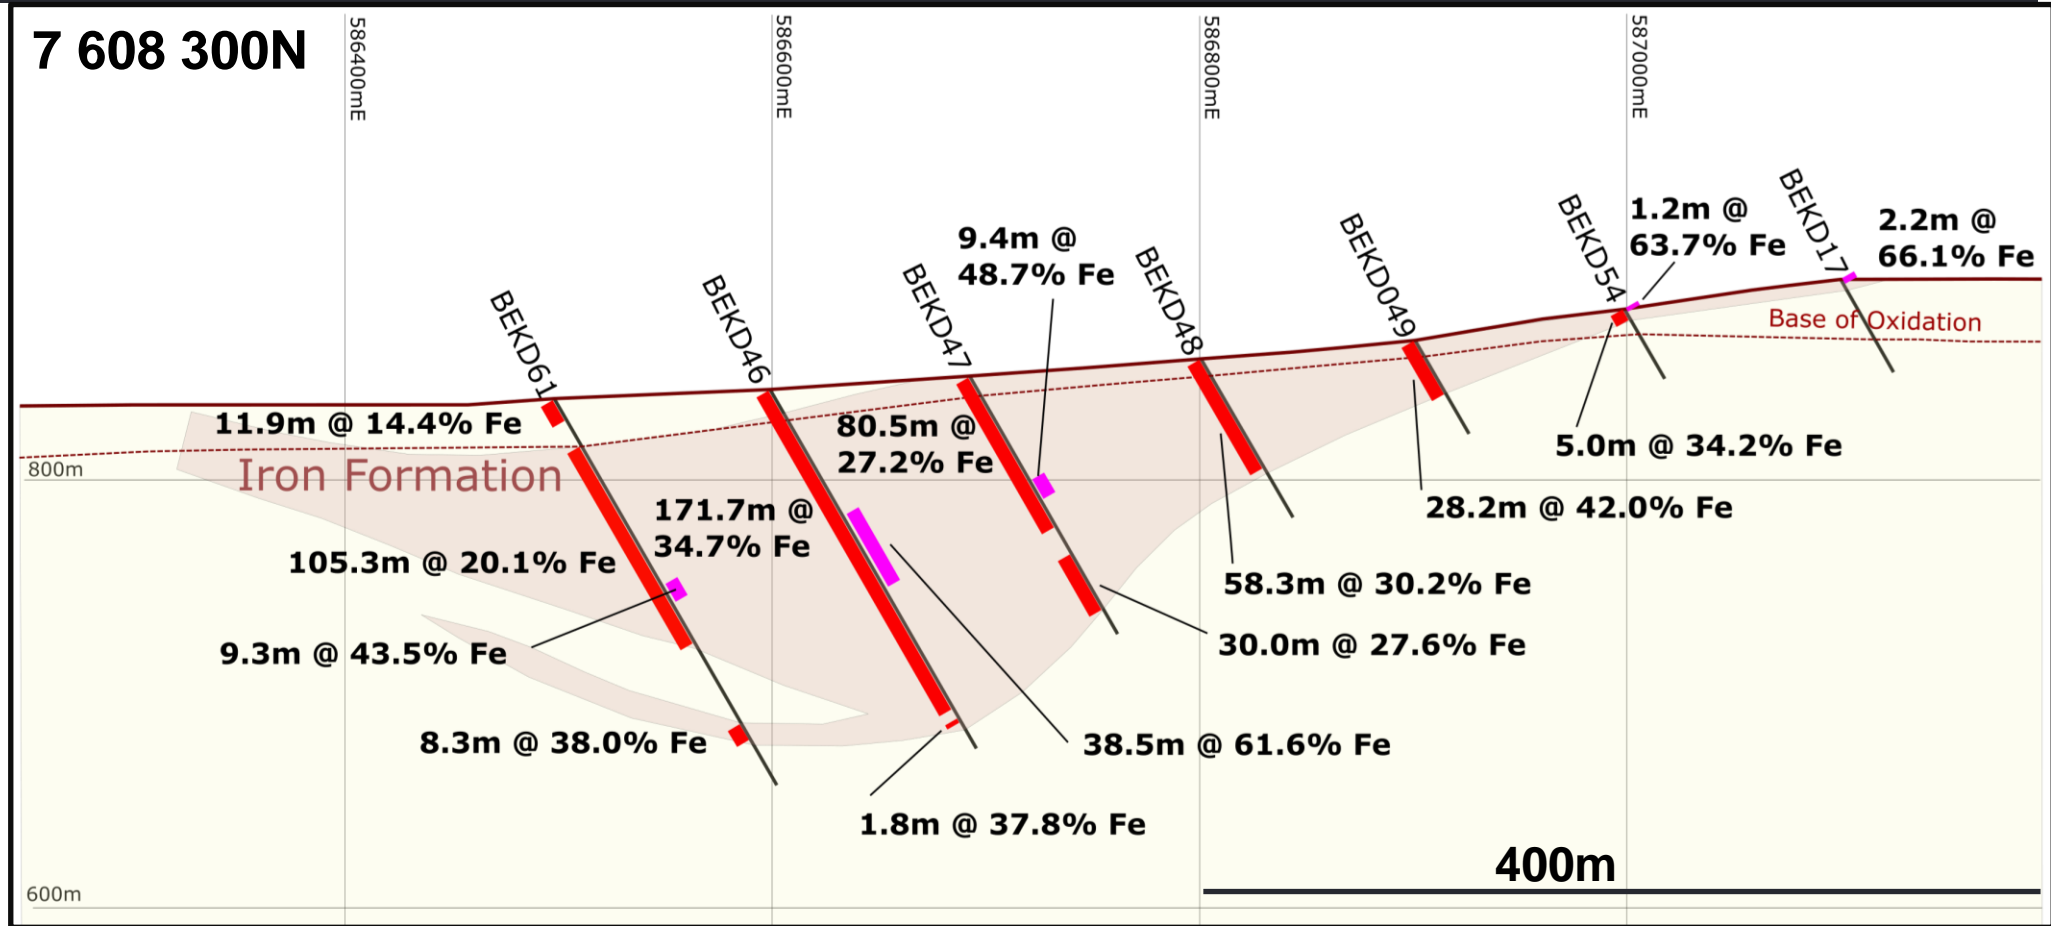 7 608 300N
586400mE
586600mE
586800mE
587000mE
BEKD61
BEKD46
BEKD47
BEKD48
BEKD049
BEKD54
BEKD17
9.4m @
48.7% Fe
1.2m @
63.7% Fe
2.2m @
66.1% Fe
Base of Oxidation
11.9m @ 14.4% Fe
80.5m @
27.2% Fe
5.0m @ 34.2% Fe
800m
Iron Formation
171.7m @
34.7% Fe
28.2m @ 42.0% Fe
105.3m @ 20.1% Fe
58.3m @ 30.2% Fe
9.3m @ 43.5% Fe
30.0m @ 27.6% Fe
8.3m @ 38.0% Fe
38.5m @ 61.6% Fe
1.8m @ 37.8% Fe
400m
600m